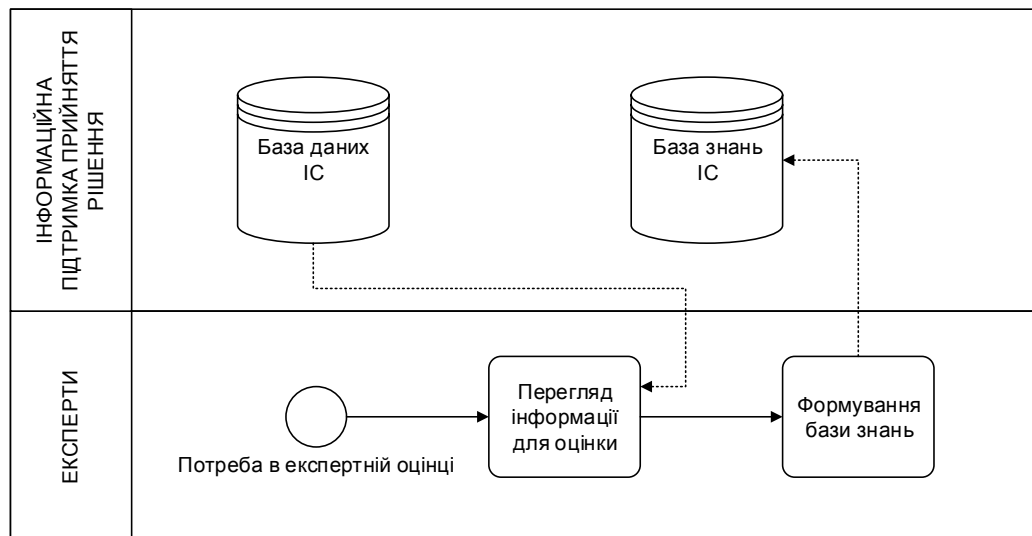 ІНФОРМАЦІЙНА
ПІДТРИМКА ПРИЙНЯТТЯ
РІШЕННЯ
База даних
ІС
База знань
ІС
ЕКСПЕРТИ
Потреба в експертній оцінці
Перегляд
інформації
для оцінки
Формування
бази знань